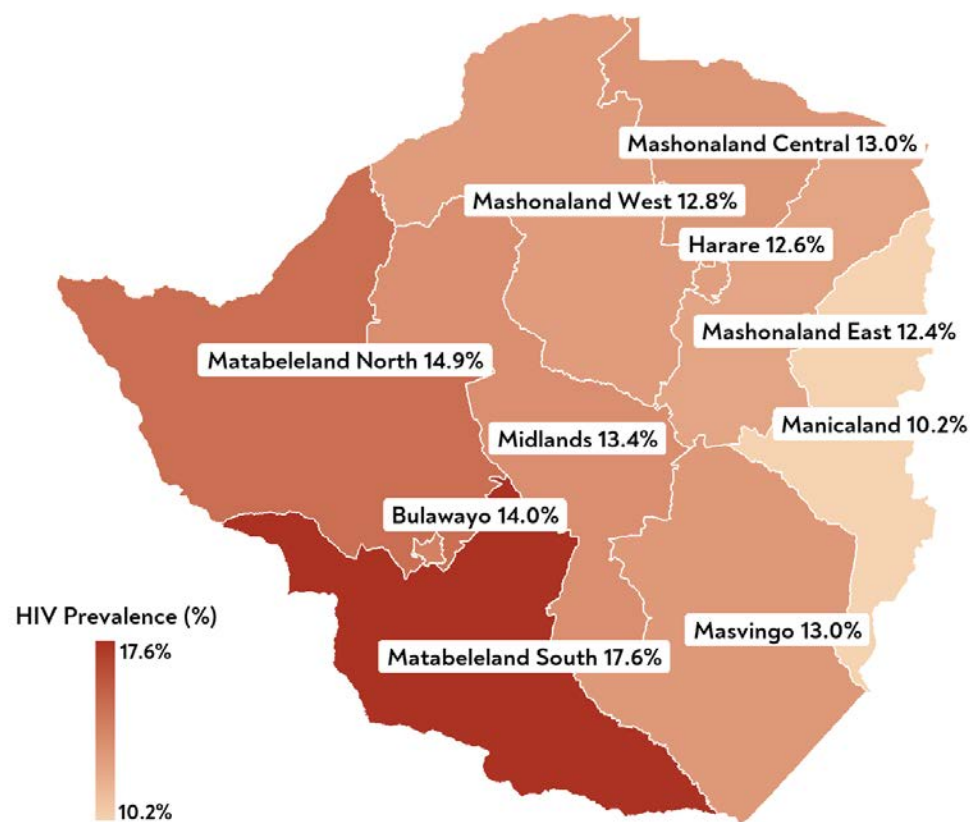 Mashonaland Central 13.0%
Mashonaland West 12.8%
Harare 12.6%
Mashonaland East 12.4%
Matabeleland North 14.9%
Manicaland 10.2%
Midlands 13.4%
Bulawayo 14.0%
Masvingo 13.0%
Matabeleland South 17.6%
HIV Prevalence (%)
17.6%
10.2%